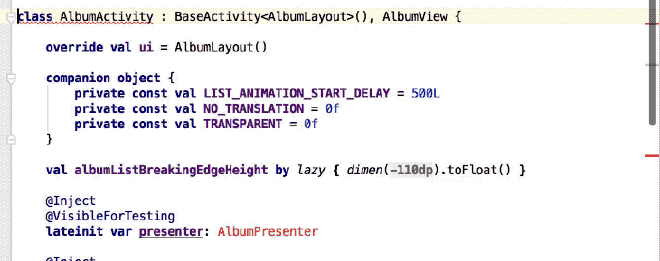 class AlbumActivity : BaseActivity<AlbumLayout>(), AlbumView {
override val ui = AlbumLayout()
companion object {
private const val LIST_ANIMATION_START_DELAY = 500L
private const val NO_TRANSLATION = 0f
private const val TRANSPARENT = 0f
}
val albumListBreakingEdgeHeight by lazy { dimen(-110dp).toFloat() }
@Inject
@VisibleForTesting
lateinit var presenter: AlbumPresenter
@Inject